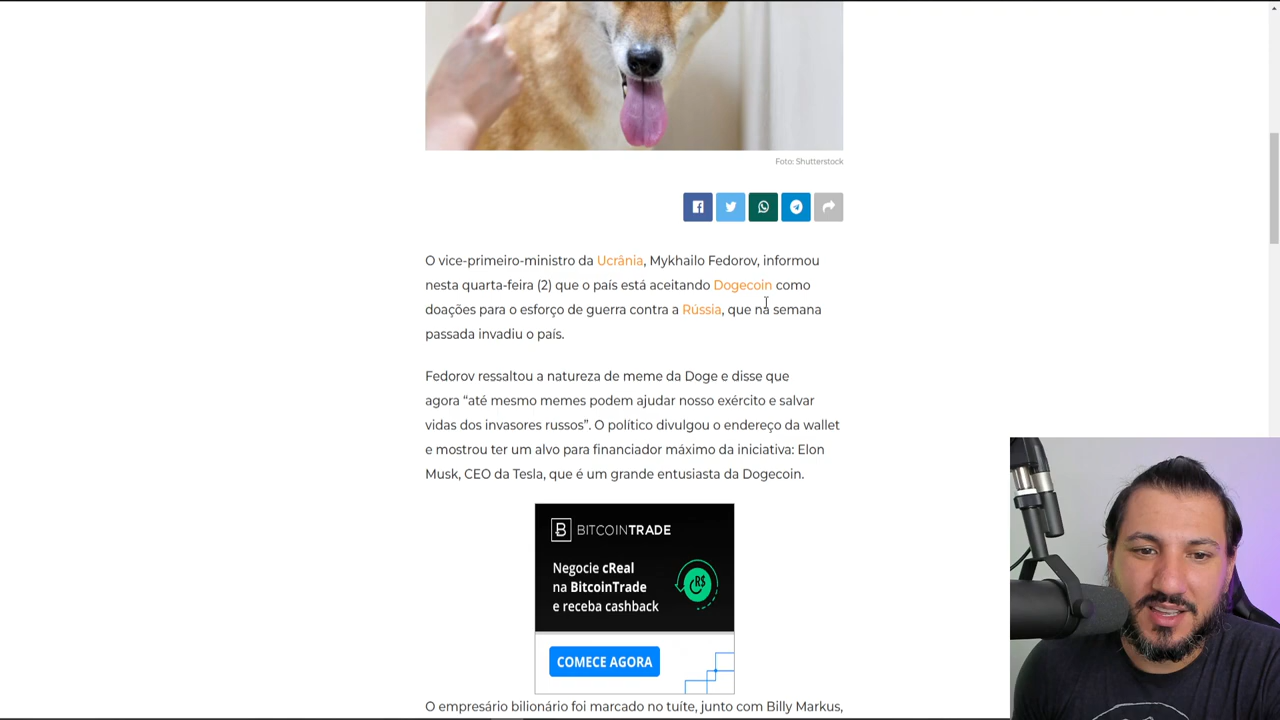 Foto: Shutterstock
O vice-primeiro-ministro da Ucrânia, Mykhailo Fedorov, informou
nesta quarta-feira (2) que o país está aceitando Dogecoin como
doações para o esforço de guerra contra a Rússia, que na semana
passada invadiu o país.
Fedorov ressaltou a natureza de meme da Doge e disse que
agora “até mesmo memes podem ajudar nosso exército e salvar
vidas dos invasores russos”. O político divulgou o endereço da wallet
e mostrou ter um alvo para financiador máximo da iniciativa: Elon
Musk, CEO da Tesla, que é um grande entusiasta da Dogecoin.
BITCOINTRADE
Negocie cReal
na BitcoinTrade
e receba cashback
R$
COMECE AGORA
O empresário bilionário foi marcado no tuíte, junto com Billy Markus,